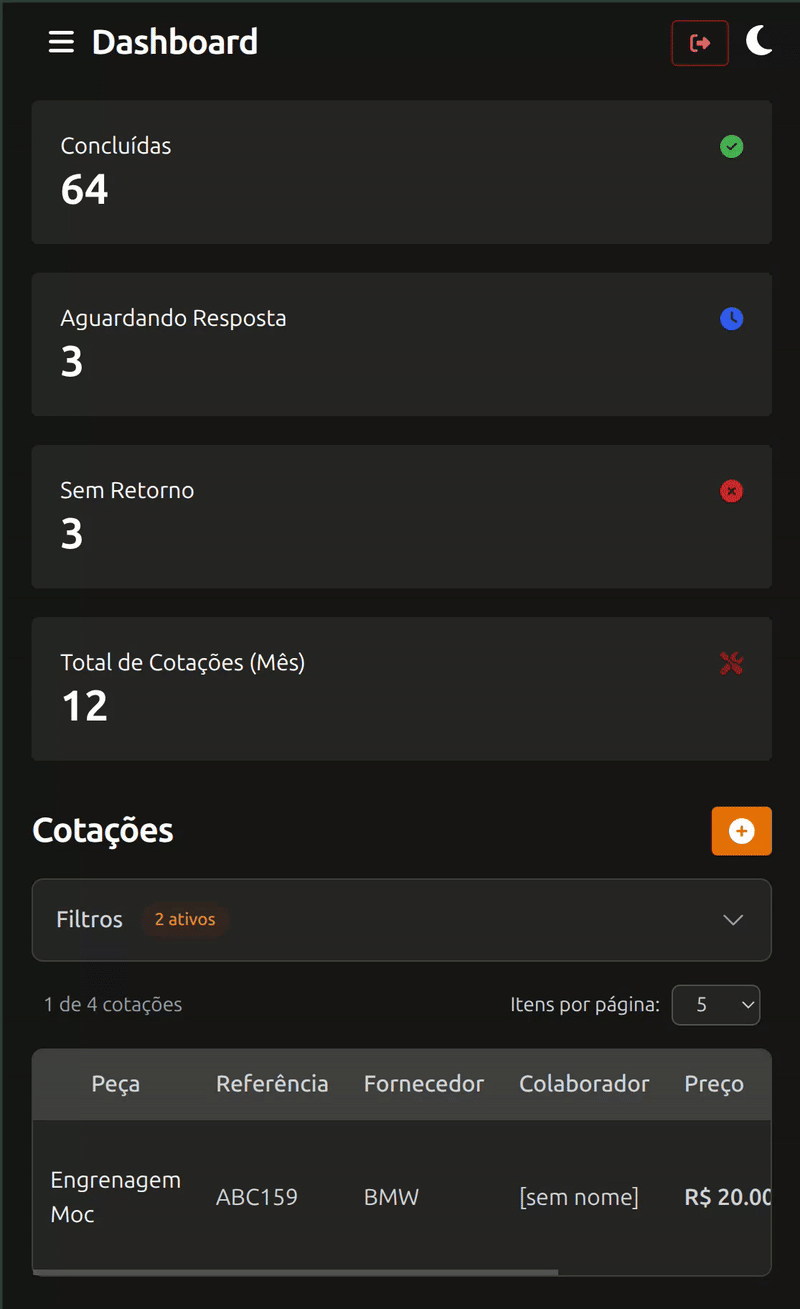 Dashboard
Concluídas
64
Aguardando Resposta
3
Sem Retorno
3
Total de Cotações (Mês)
12
Cotações
Filtros 2 ativos
1 de 4 cotações Itens por página: 5
Peça Referência Fornecedor Colaborador Preço
Engrenagem
Moc ABC159 BMW [sem nome] R$ 20.00